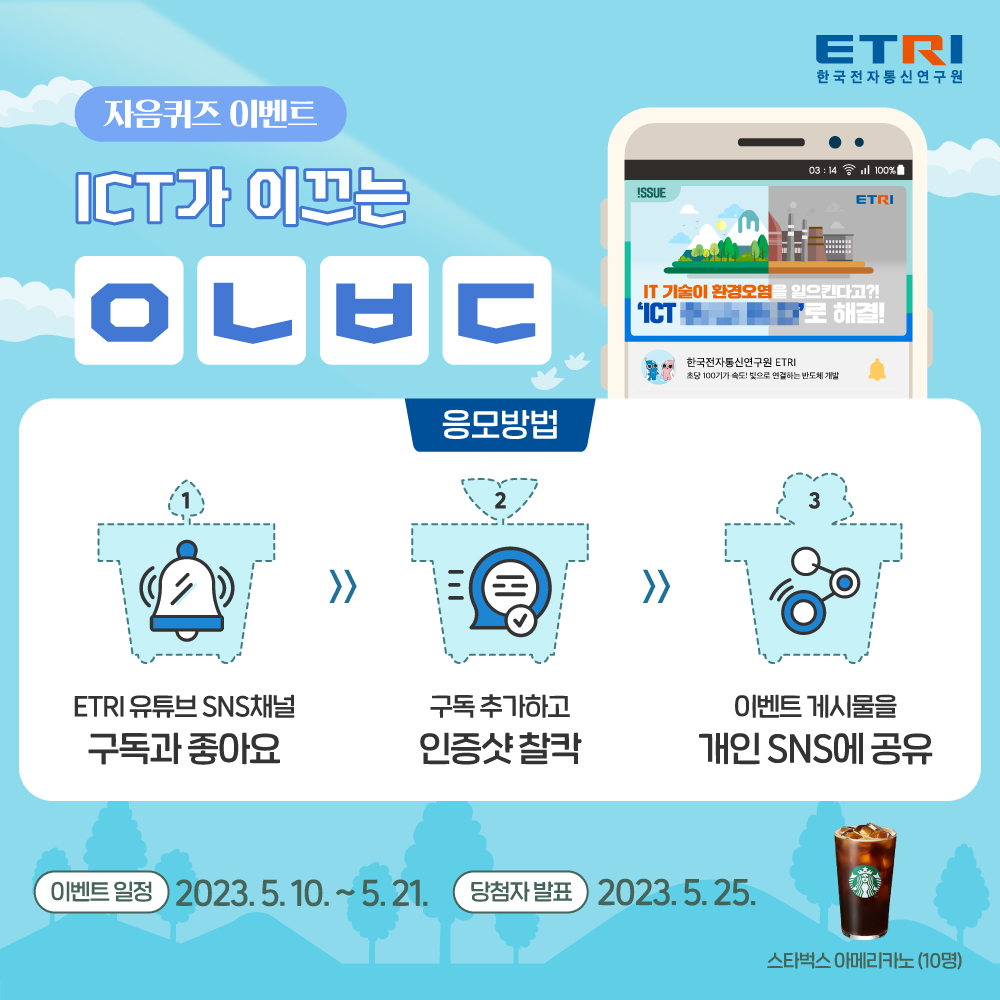 ETRI
한국전자통신연구원
자음퀴즈 이벤트
ICT가 이끄는
ㅇㄴㅂㄷ
03 : 14 100%
!SSUE
ETRI
IT 기술이 환경오염을 일으킨다고?!
'ICT '로 해결!
한국전자통신연구원 ETRI
초당 100기가 속도! 빛으로 연결하는 반도체 개발
응모방법
1
2
3
ETRI 유튜브 SNS채널
구독과 좋아요
구독 추가하고
인증샷 찰칵
이벤트 게시물을
개인 SNS에 공유
이벤트 일정 2023. 5. 10. ~ 5. 21.
당첨자 발표 2023. 5. 25.
스타벅스 아메리카노 (10명)